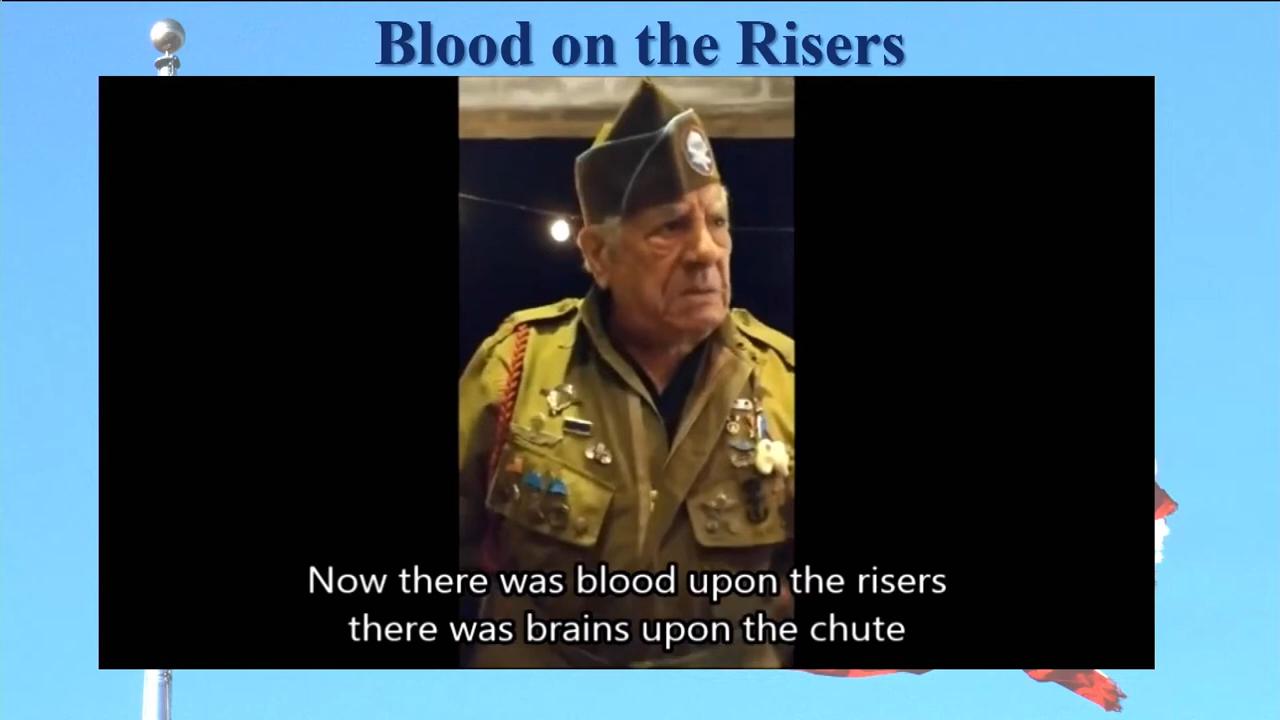 Blood on the Risers
Now there was blood upon the risers
there was brains upon the chute